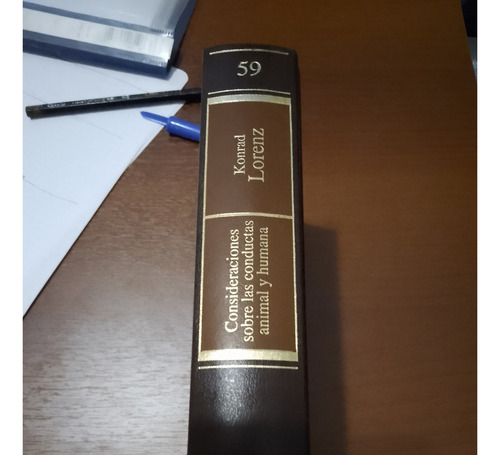 59
Konrad
Lorenz
Consideraciones
sobre las conductas
animal y humana